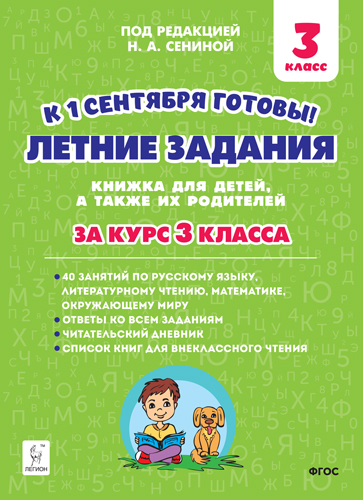 ПОД РЕДАКЦИЕЙ
Н. А. СЕНИНОЙ
3
класс
К 1 СЕНТЯБРЯ ГОТОВЫ!
ЛЕТНИЕ ЗАДАНИЯ
КНИЖКА ДЛЯ ДЕТЕЙ,
А ТАКЖЕ ИХ РОДИТЕЛЕЙ
ЗА КУРС 3 КЛАССА
• 40 ЗАНЯТИЙ ПО РУССКОМУ ЯЗЫКУ,
ЛИТЕРАТУРНОМУ ЧТЕНИЮ, МАТЕМАТИКЕ,
ОКРУЖАЮЩЕМУ МИРУ
• ОТВЕТЫ КО ВСЕМ ЗАДАНИЯМ
• ЧИТАТЕЛЬСКИЙ ДНЕВНИК
• СПИСОК КНИГ ДЛЯ ВНЕКЛАССНОГО ЧТЕНИЯ
ЛЕГИОН
ТМ
ФГОС